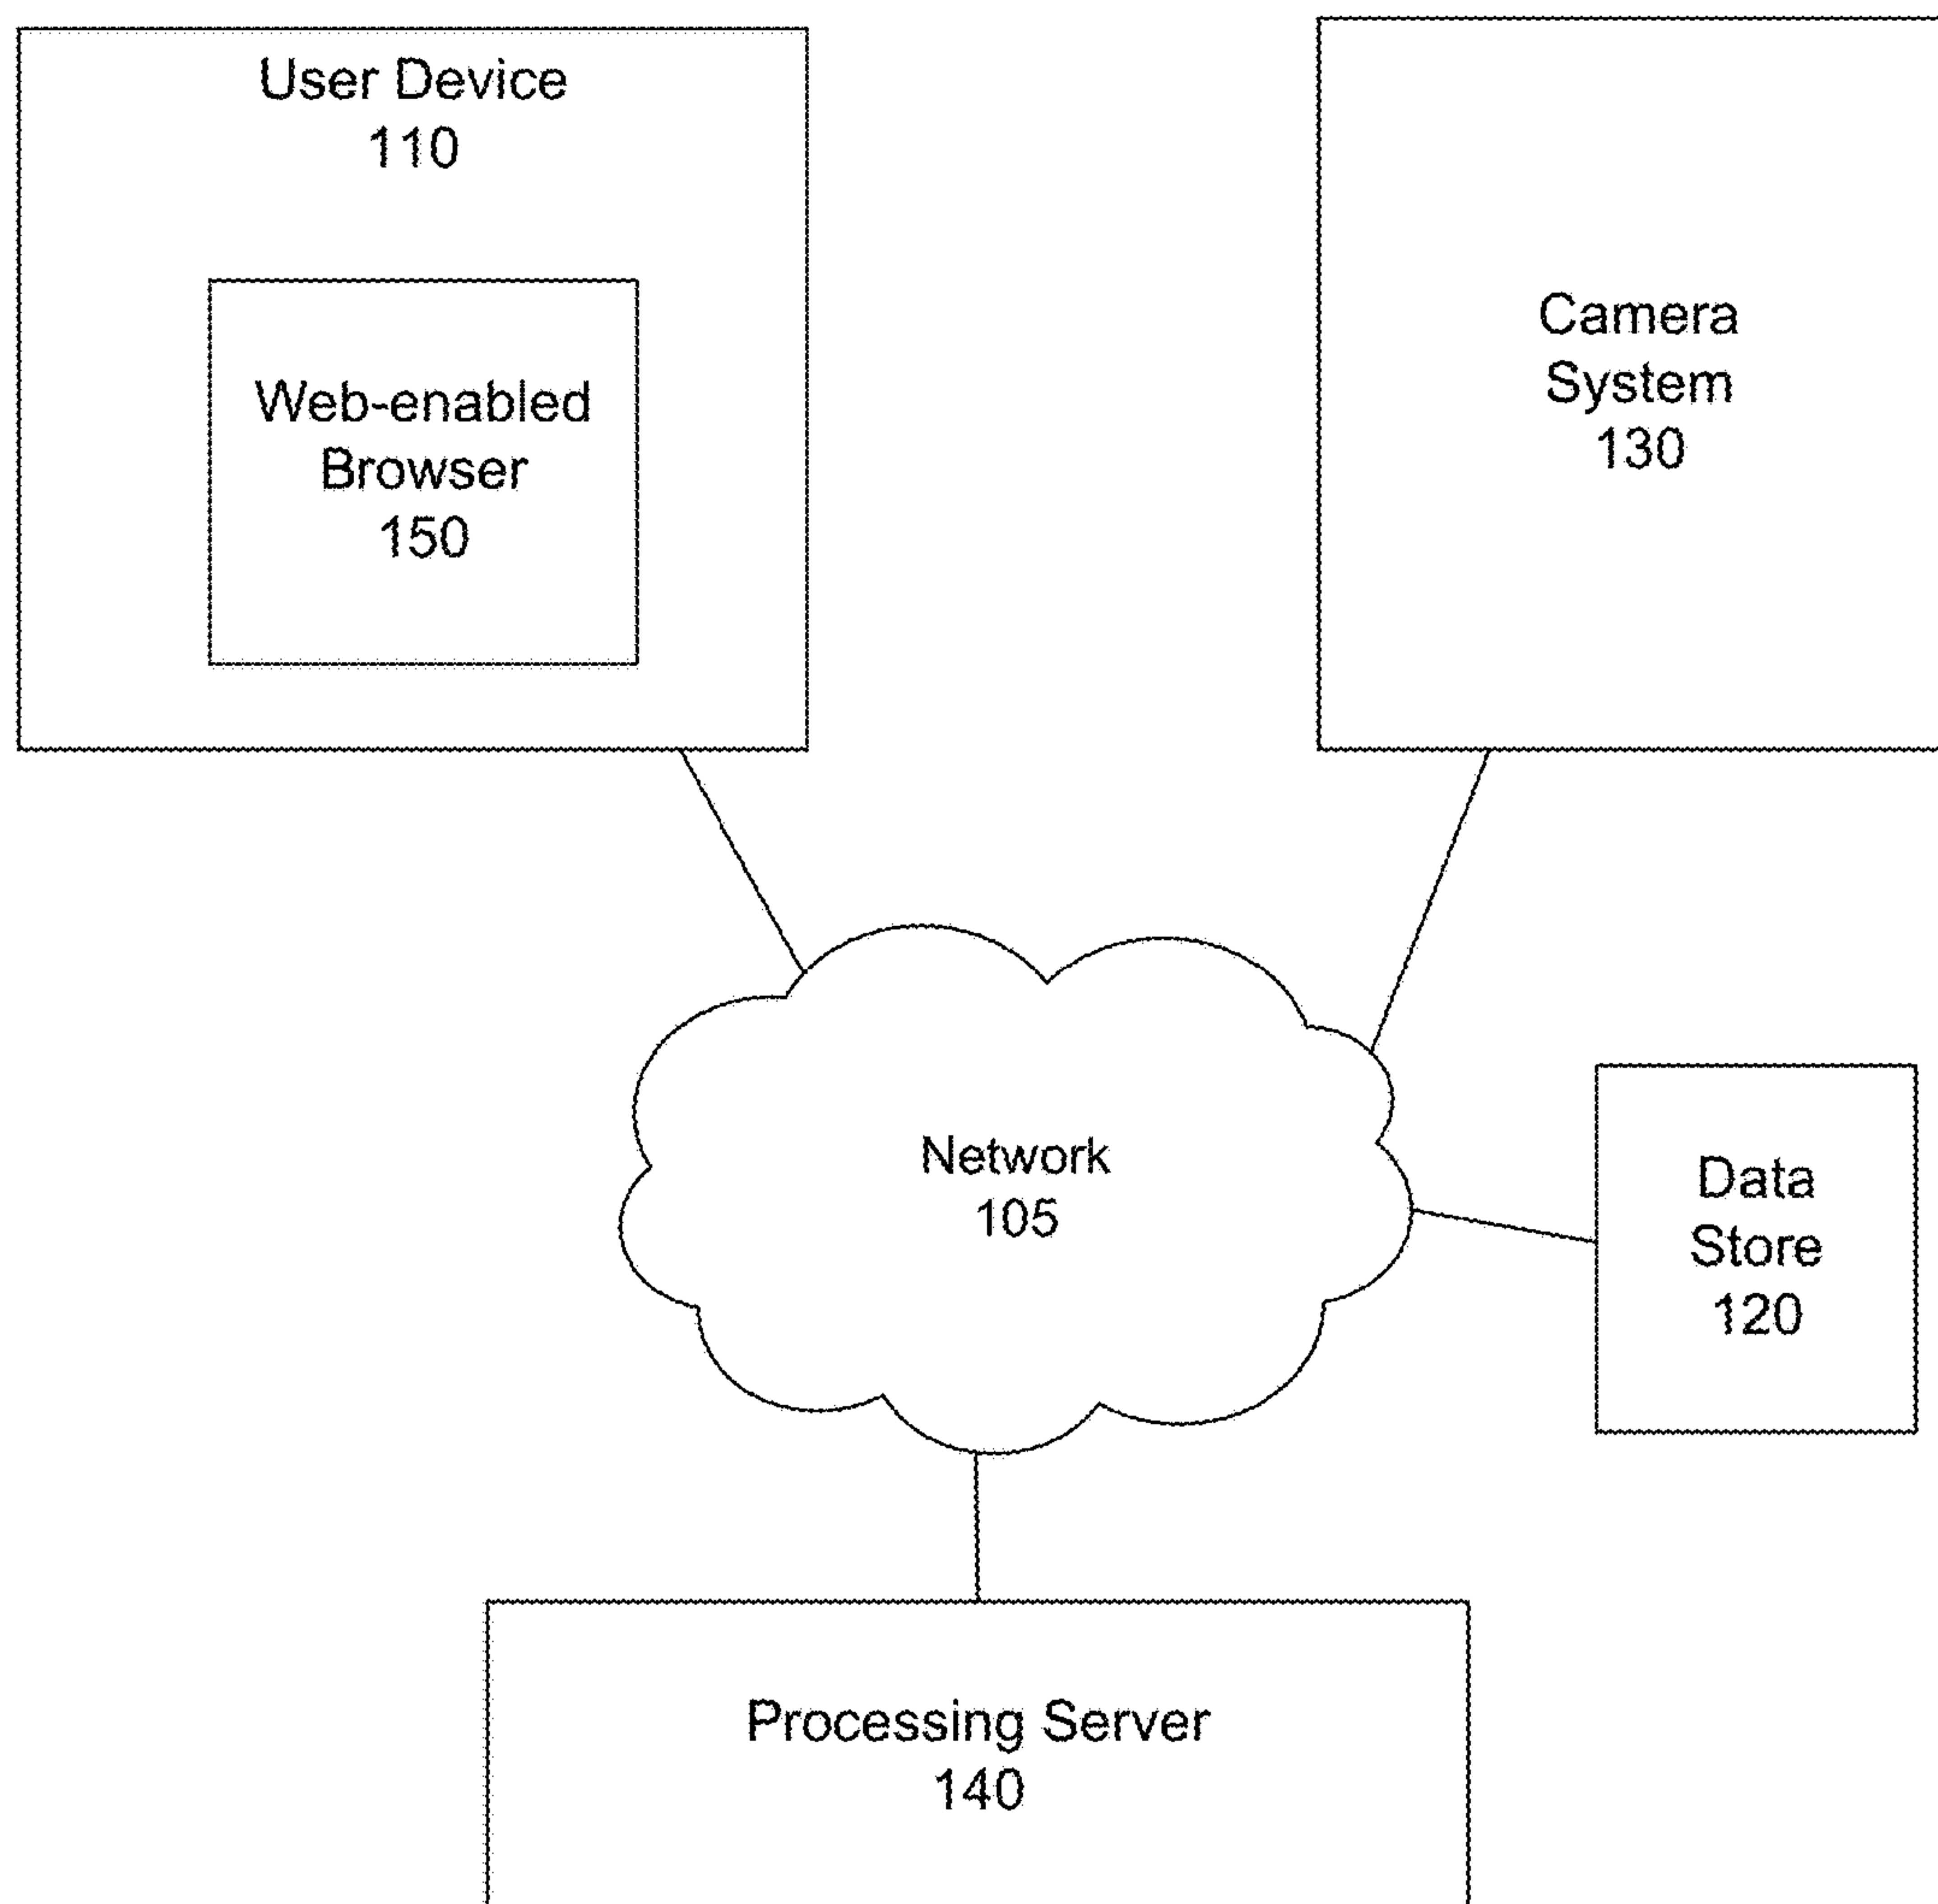 User Device
110
Web-enabled
Browser
150
Camera
System
130
Network
105
Data
Store
120
Processing Server
140